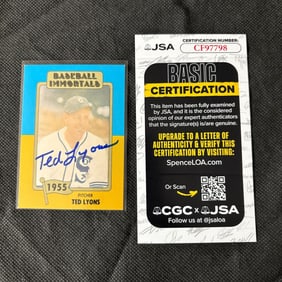 BASEBALL
IMMORTALS
Ted Lyons
1955
PITCHER
TED LYONS
JSA
CERTIFICATION NUMBER:
CF97798
BASIC
CERTIFICATION
This item has been fully examined
by JSA, and it is the considered
opinion of our expert authenticators
that the signature(s) is/are genuine.
UPGRADE TO A LETTER OF
AUTHENTICITY & VERIFY THIS
CERTIFICATION BY VISITING:
SpenceLOA.com
Or Scan
CGC x JSA
Follow us @jsaloa